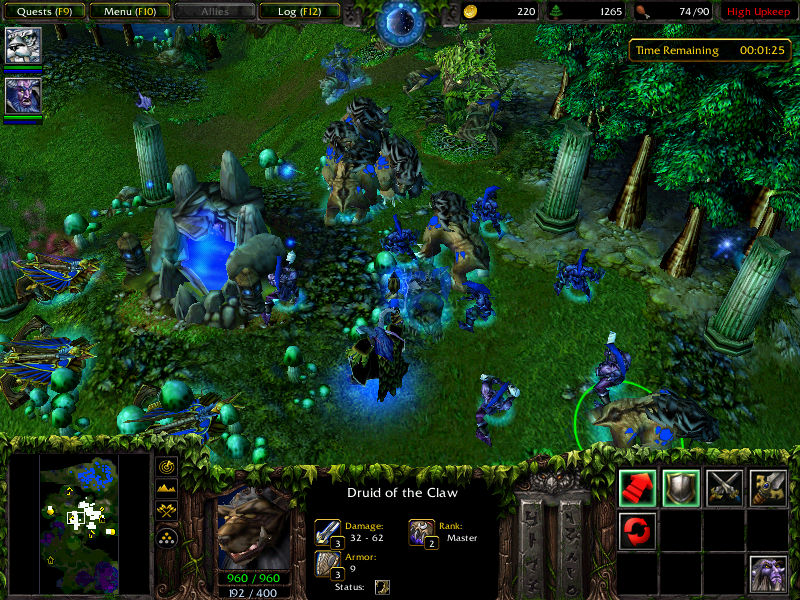 Quests (F9) Menu (F10) Allies Log (F12) 220 1265 74/90 High Upkeep
Time Remaining 00:01:25
Druid of the Claw
Damage: Rank:
32 - 62 Master
3 2
Armor:
9
3
960 / 960
192 / 400
Status: